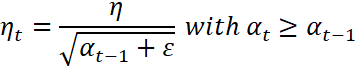 η_t = η / √(α_{t−1} + ε) with α_t ≥ α_{t−1}